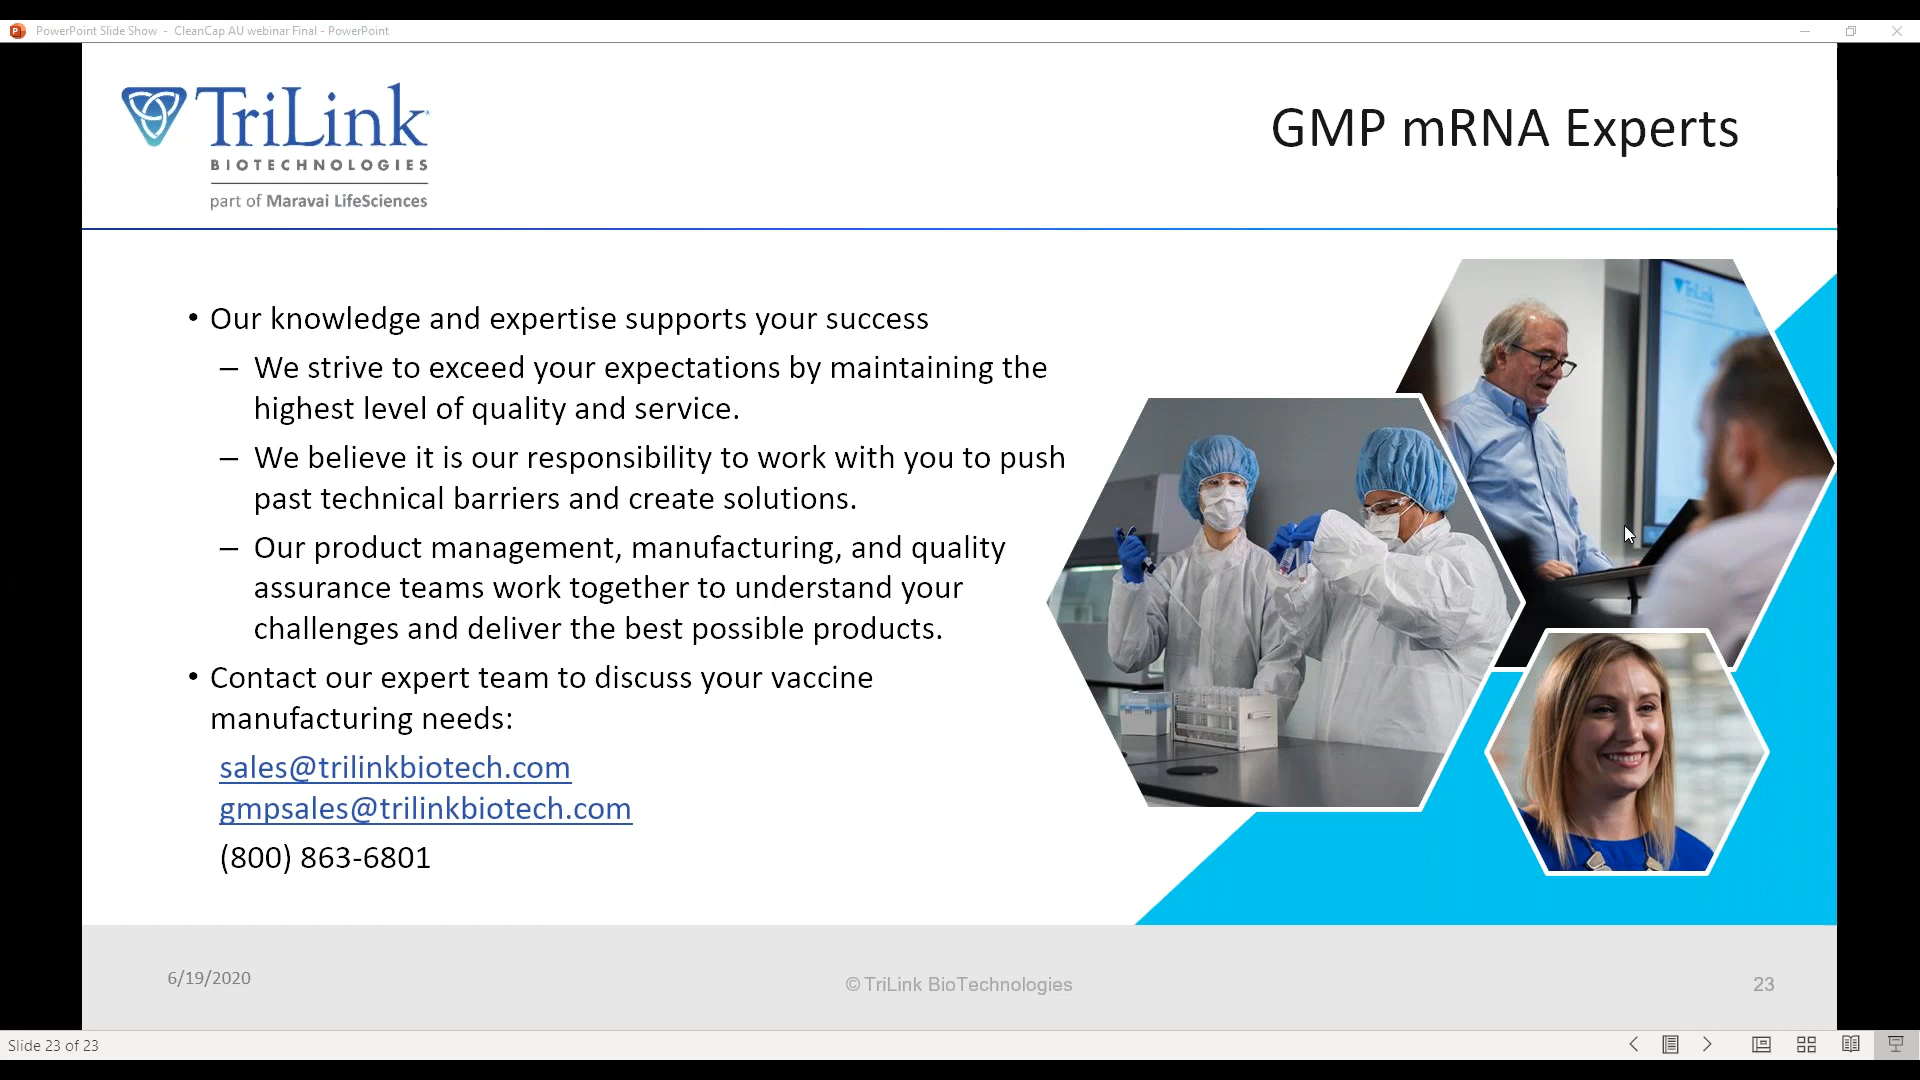 PowerPoint Slide Show - CleanCap AU webinar Final - PowerPoint
TriLink
BIOTECHNOLOGIES
part of Maravai LifeSciences
GMP mRNA Experts
• Our knowledge and expertise supports your success
– We strive to exceed your expectations by maintaining the
highest level of quality and service.
– We believe it is our responsibility to work with you to push
past technical barriers and create solutions.
– Our product management, manufacturing, and quality
assurance teams work together to understand your
challenges and deliver the best possible products.
• Contact our expert team to discuss your vaccine
manufacturing needs:
sales@trilinkbiotech.com
gmpsales@trilinkbiotech.com
(800) 863-6801
TriLink
6/19/2020
© TriLink BioTechnologies
23
Slide 23 of 23